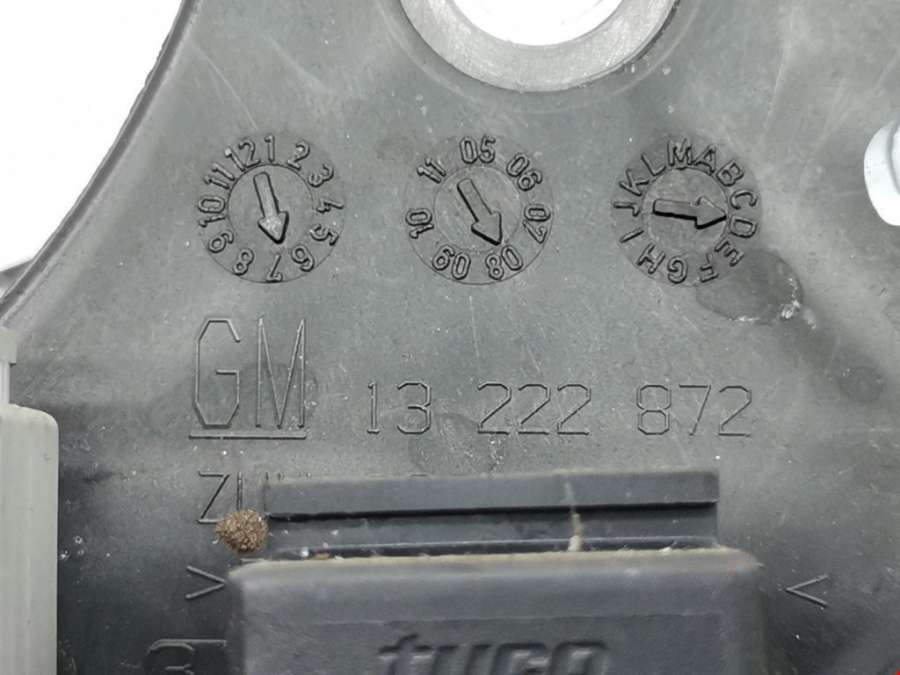 1 2 3 4 5 6 7 8 9 10 11 12
05 06 07 08 09 10 11
A B C D E F G H I J K L M
GM 13 222 872
> <
tyco